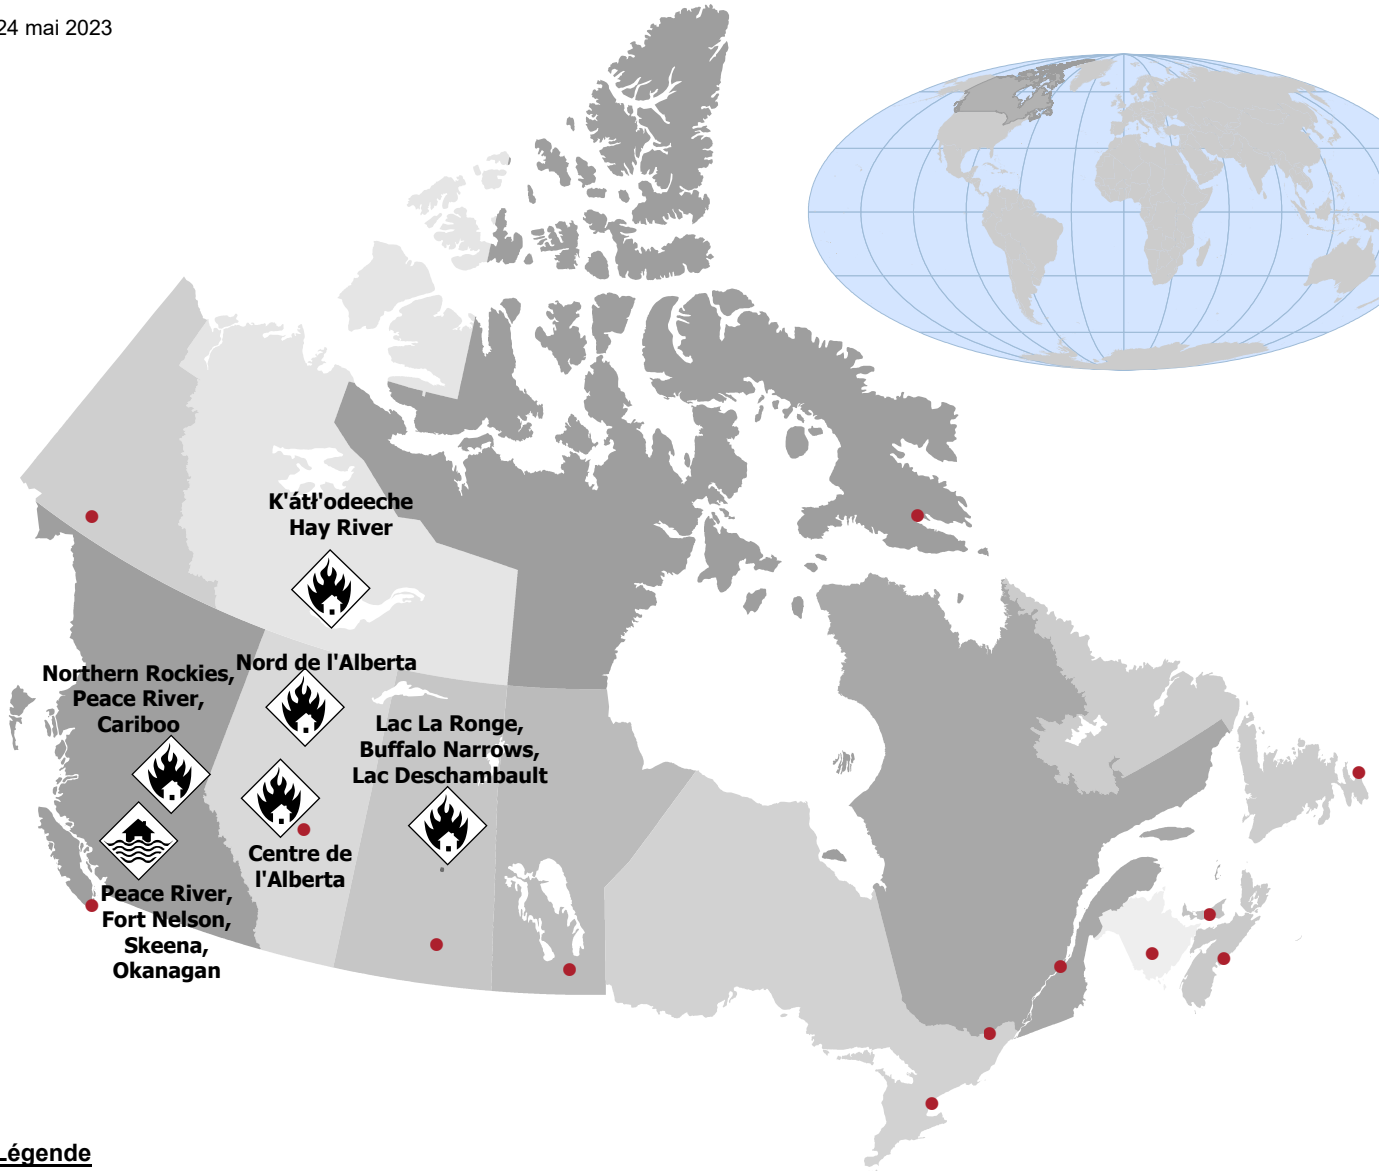 24 mai 2023
K'átł'odeeche
Hay River
Nord de l'Alberta
Northern Rockies,
Peace River,
Cariboo
Lac La Ronge,
Buffalo Narrows,
Lac Deschambault
Centre de
l'Alberta
Peace River,
Fort Nelson,
Skeena,
Okanagan
Légende